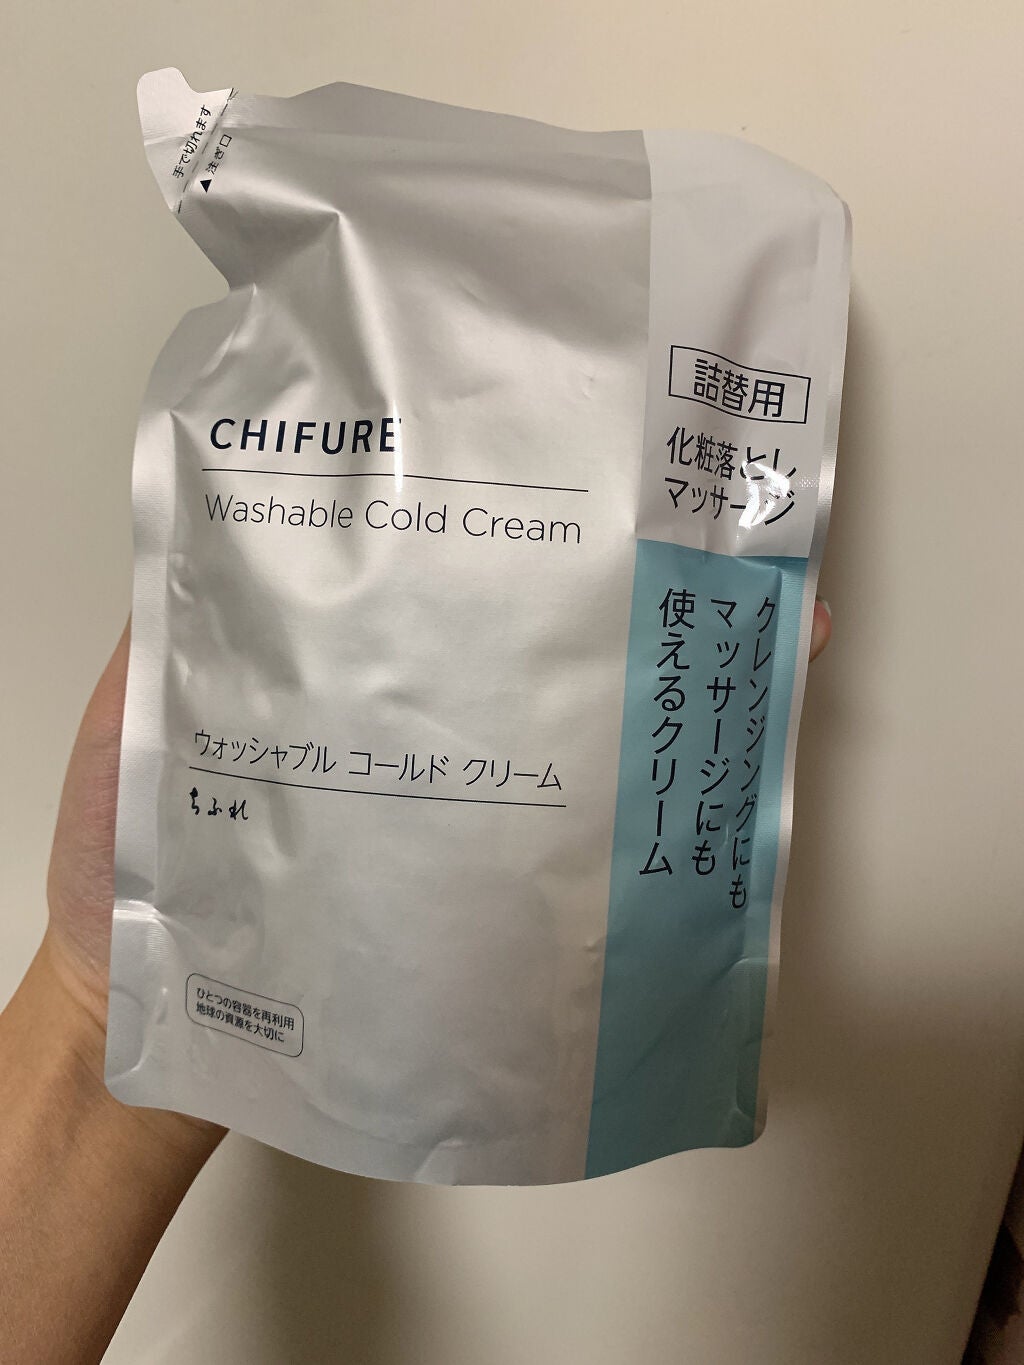 手で切れます
▲注ぎ口
CHIFURE
Washable Cold Cream
ウォッシャブル コールド クリーム
ちふれ
ひとつの容器を再利用
地球の資源を大切に
詰替用
化粧落とし
マッサージ
クレンジングにも
マッサージにも
使えるクリーム